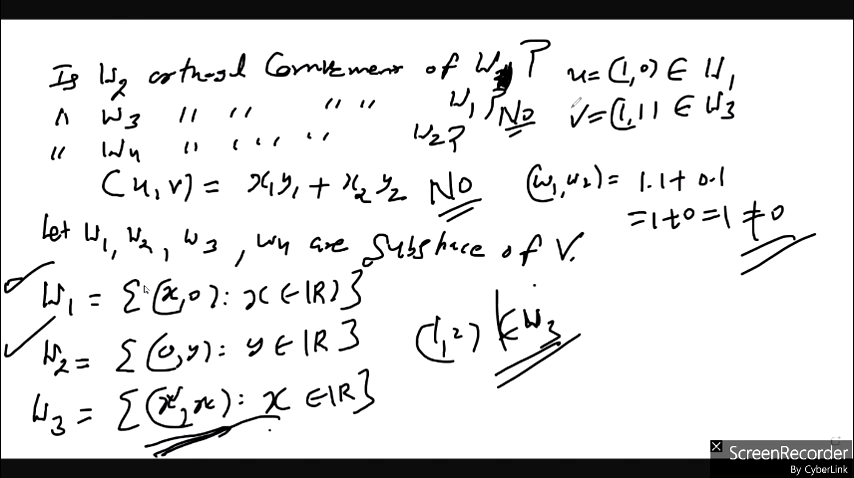 Is W2 orthogl Complement of W1 ?
" W3 " " " " W1? No
" W4 " " " " W2?
u = (1,0) ∈ W1
v = (1,1) ∈ W3
(u,v) = x1y1 + x2y2 No
(w1,w2) = 1.1 + 0.1
= 1 + 0 = 1 ≠ 0
Let W1, W2, W3, W4 are Subspace of V.
W1 = {(x,0): x ∈ IR}
W2 = {(0,y): y ∈ IR}
(1,2) ∉ W3
W3 = {(x,x): x ∈ IR}
ScreenRecorder
By CyberLink